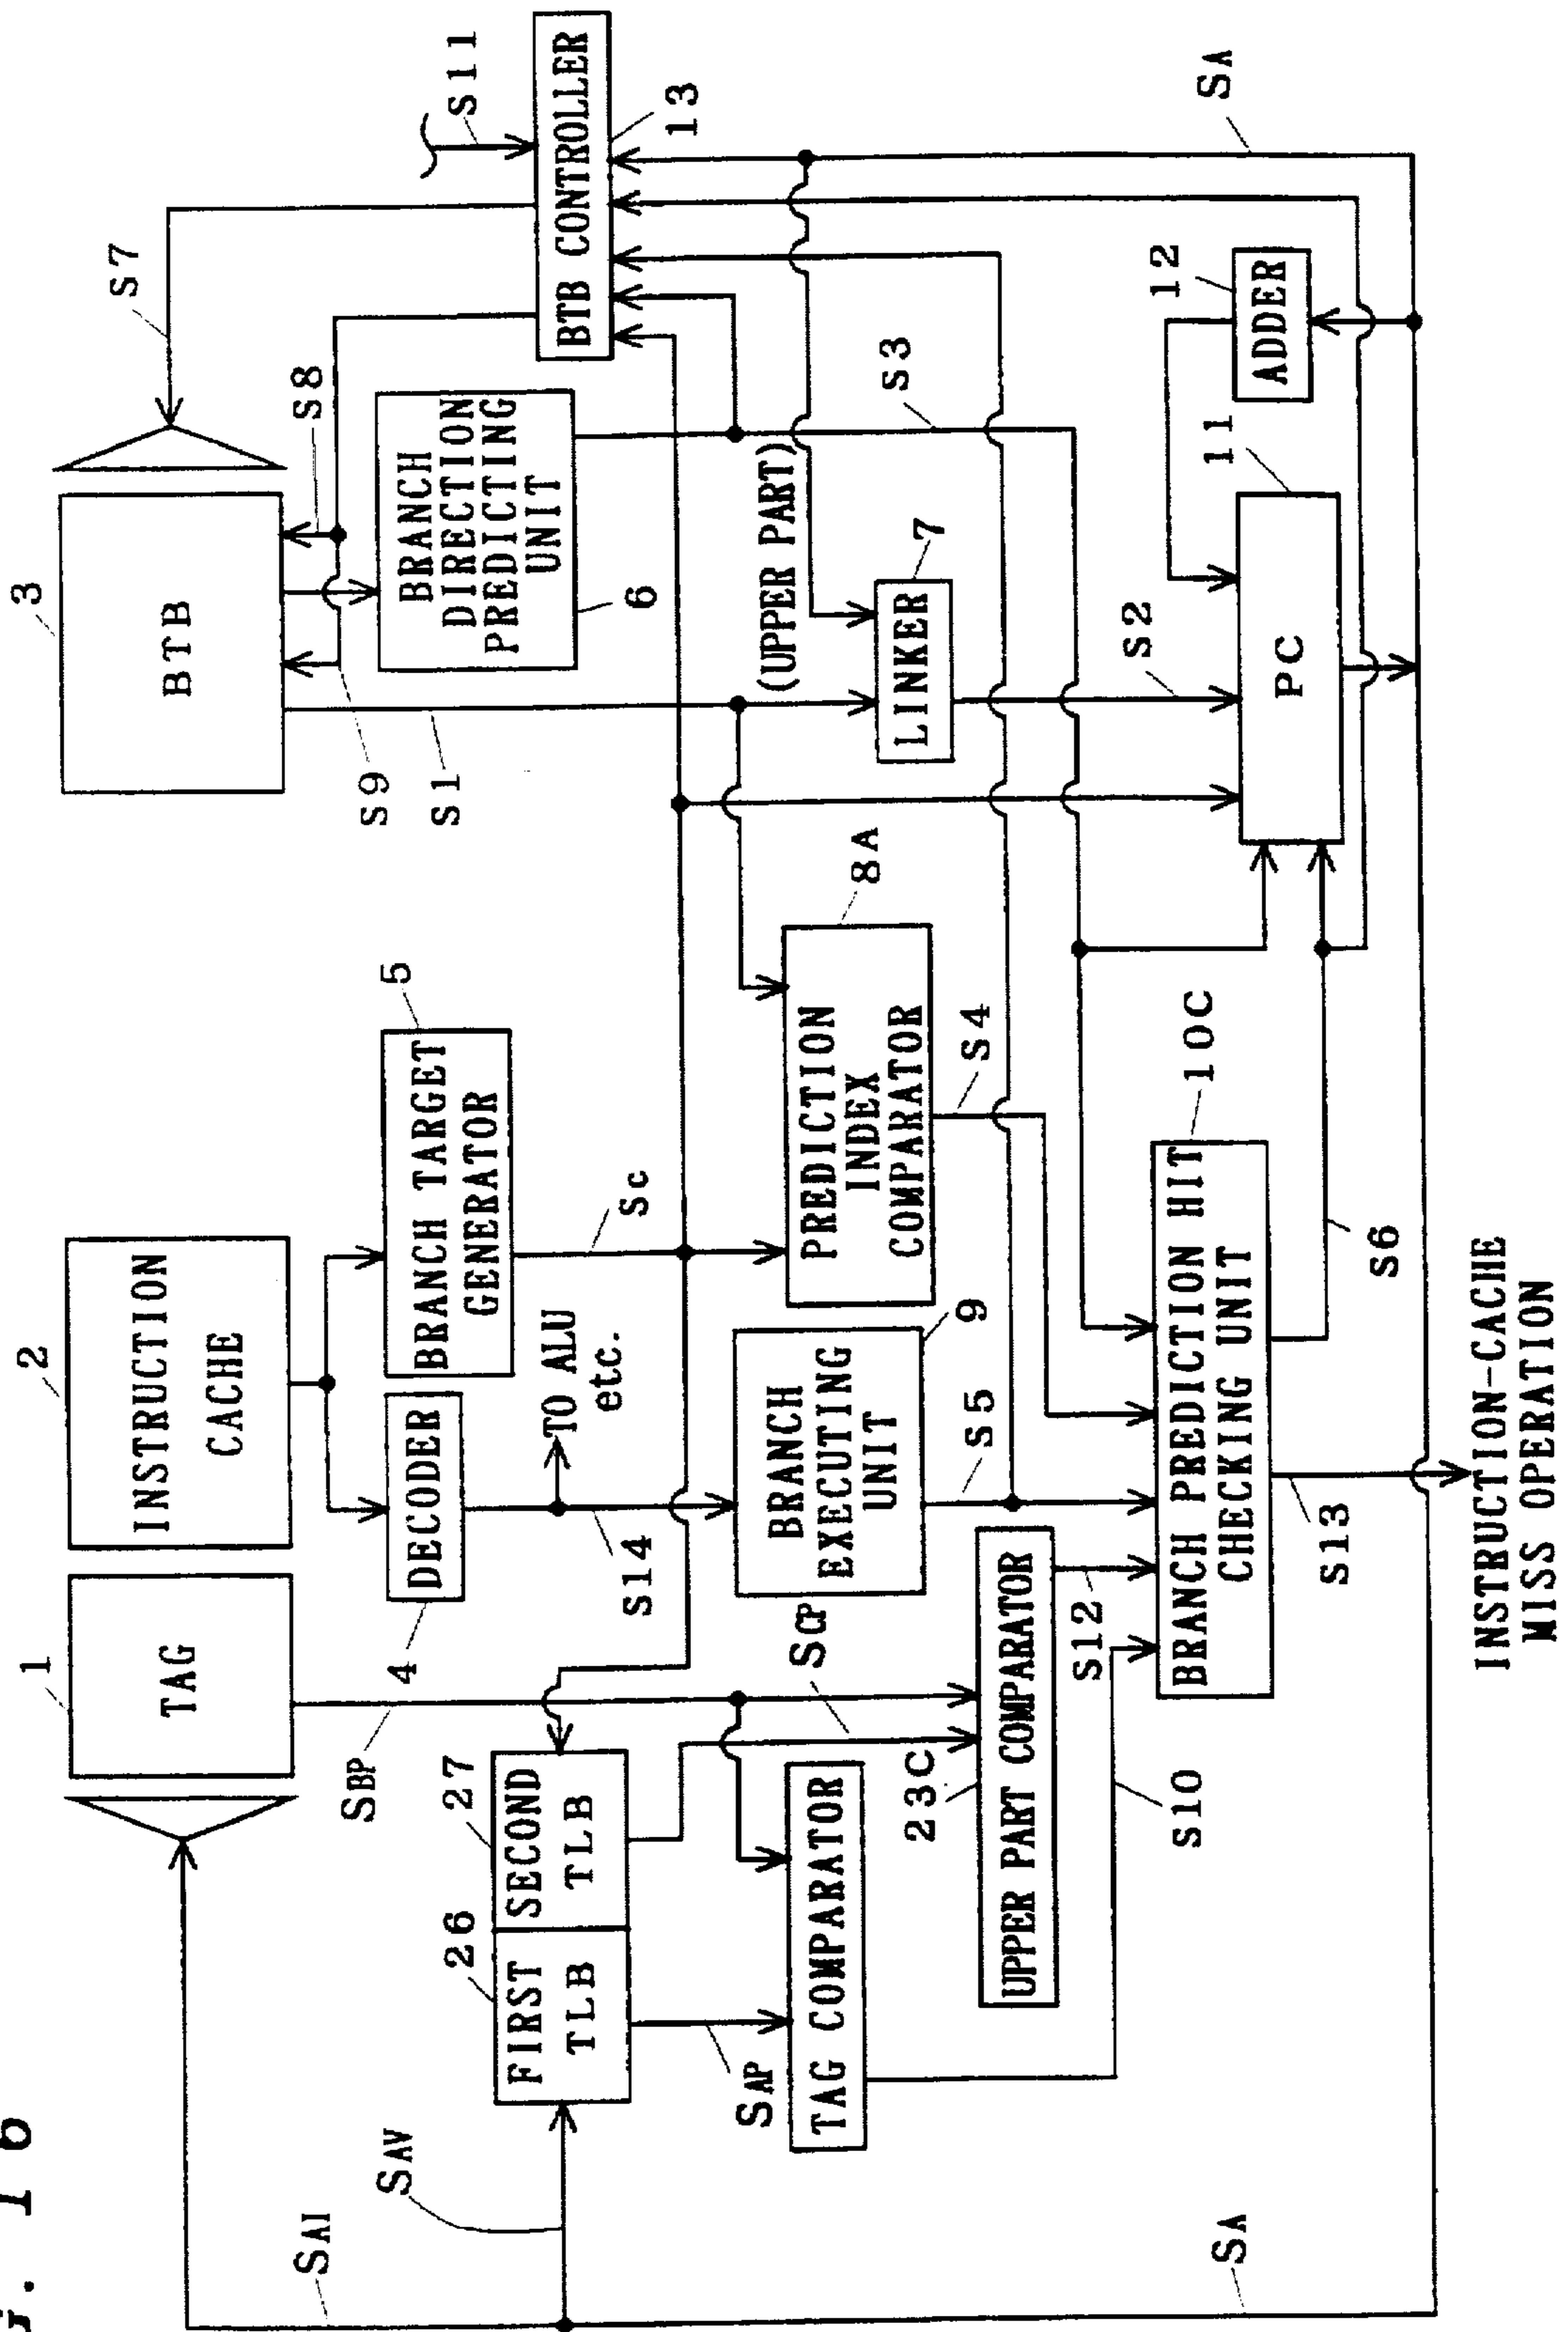 G. 16
1
TAG
2
INSTRUCTION
CACHE
3
BTB
S7
S8
S9
S1
S11
BTB CONTROLLER
13
BRANCH
DIRECTION
PREDICTING
UNIT
6
5
BRANCH TARGET
GENERATOR
DECODER
4
TO ALU
etc.
S14
Sc
SBP
SAI
SAV
26
FIRST
TLB
27
SECOND
TLB
SAP
SCP
TAG COMPARATOR
23C
UPPER PART COMPARATOR
BRANCH
EXECUTING
UNIT
9
PREDICTION
INDEX
COMPARATOR
8A
(UPPER PART)
LINKER
7
S2
S3
S4
S5
S12
S10
BRANCH PREDICTION HIT
CHECKING UNIT
10C
S6
S13
PC
11
ADDER
12
SA
SA
INSTRUCTION-CACHE
MISS OPERATION